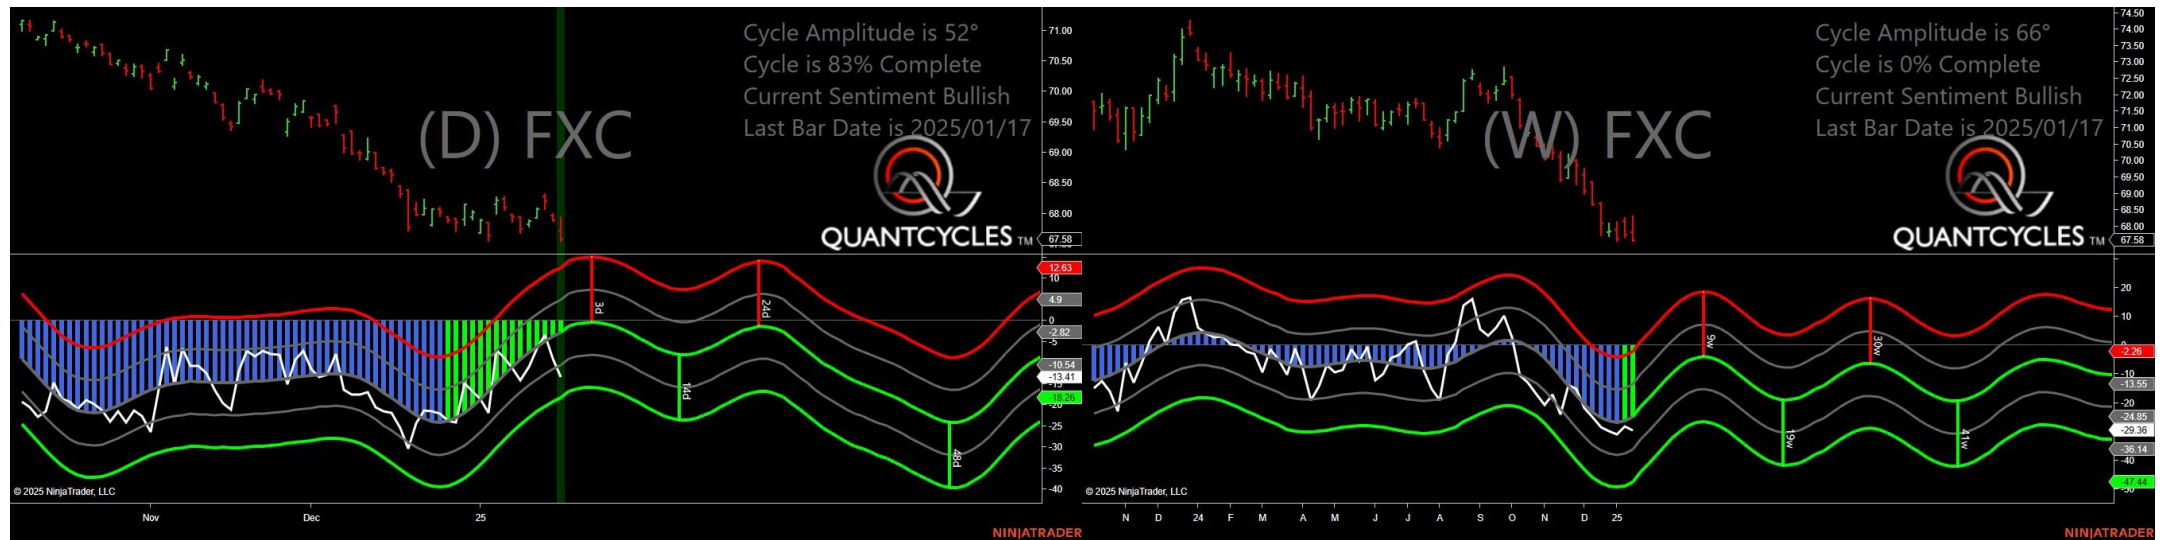 Cycle Amplitude is 52°
Cycle is 83% Complete
Current Sentiment Bullish
Last Bar Date is 2025/01/17
(D) FXC
QUANTCYCLES TM
71.00
70.50
70.00
69.50
69.00
68.50
68.00
67.58
12.63
10
4.9
0
-2.82
-5
-10.54
-13.41
-15
-18.26
-20
-25
-30
-35
-40
3d
14d
24d
48d
© 2025 NinjaTrader, LLC
Nov
Dec
25
NINJATRADER
Cycle Amplitude is 66°
Cycle is 0% Complete
Current Sentiment Bullish
Last Bar Date is 2025/01/17
(W) FXC
QUANTCYCLES TM
74.50
74.00
73.50
73.00
72.50
72.00
71.50
71.00
70.50
70.00
69.50
69.00
68.50
68.00
67.58
20
10
0
-2.26
-10
-13.55
-20
-24.85
-29.36
-36.14
-40
-47.44
9w
19w
30w
41w
© 2025 NinjaTrader, LLC
N D 24 F M A M J J A S O N D 25
NINJATRADER